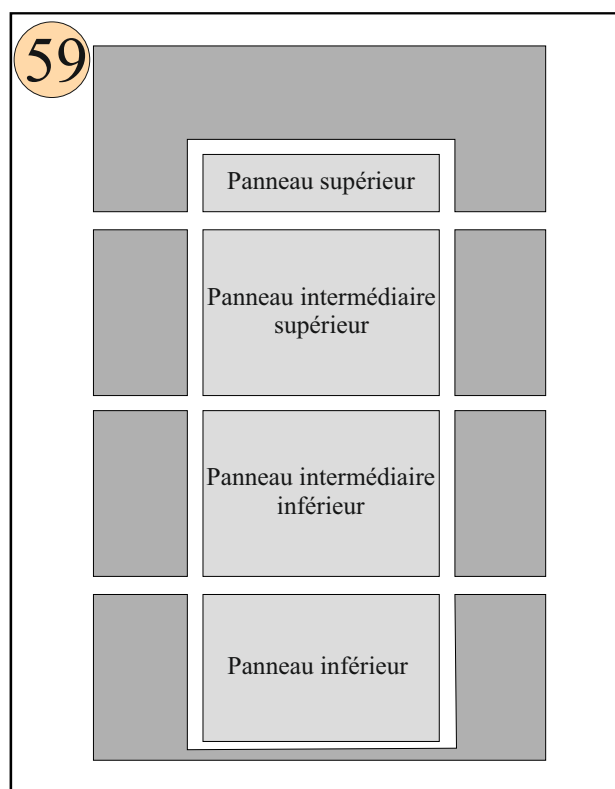 59
Panneau supérieur
Panneau intermédiaire
supérieur
Panneau intermédiaire
inférieur
Panneau inférieur